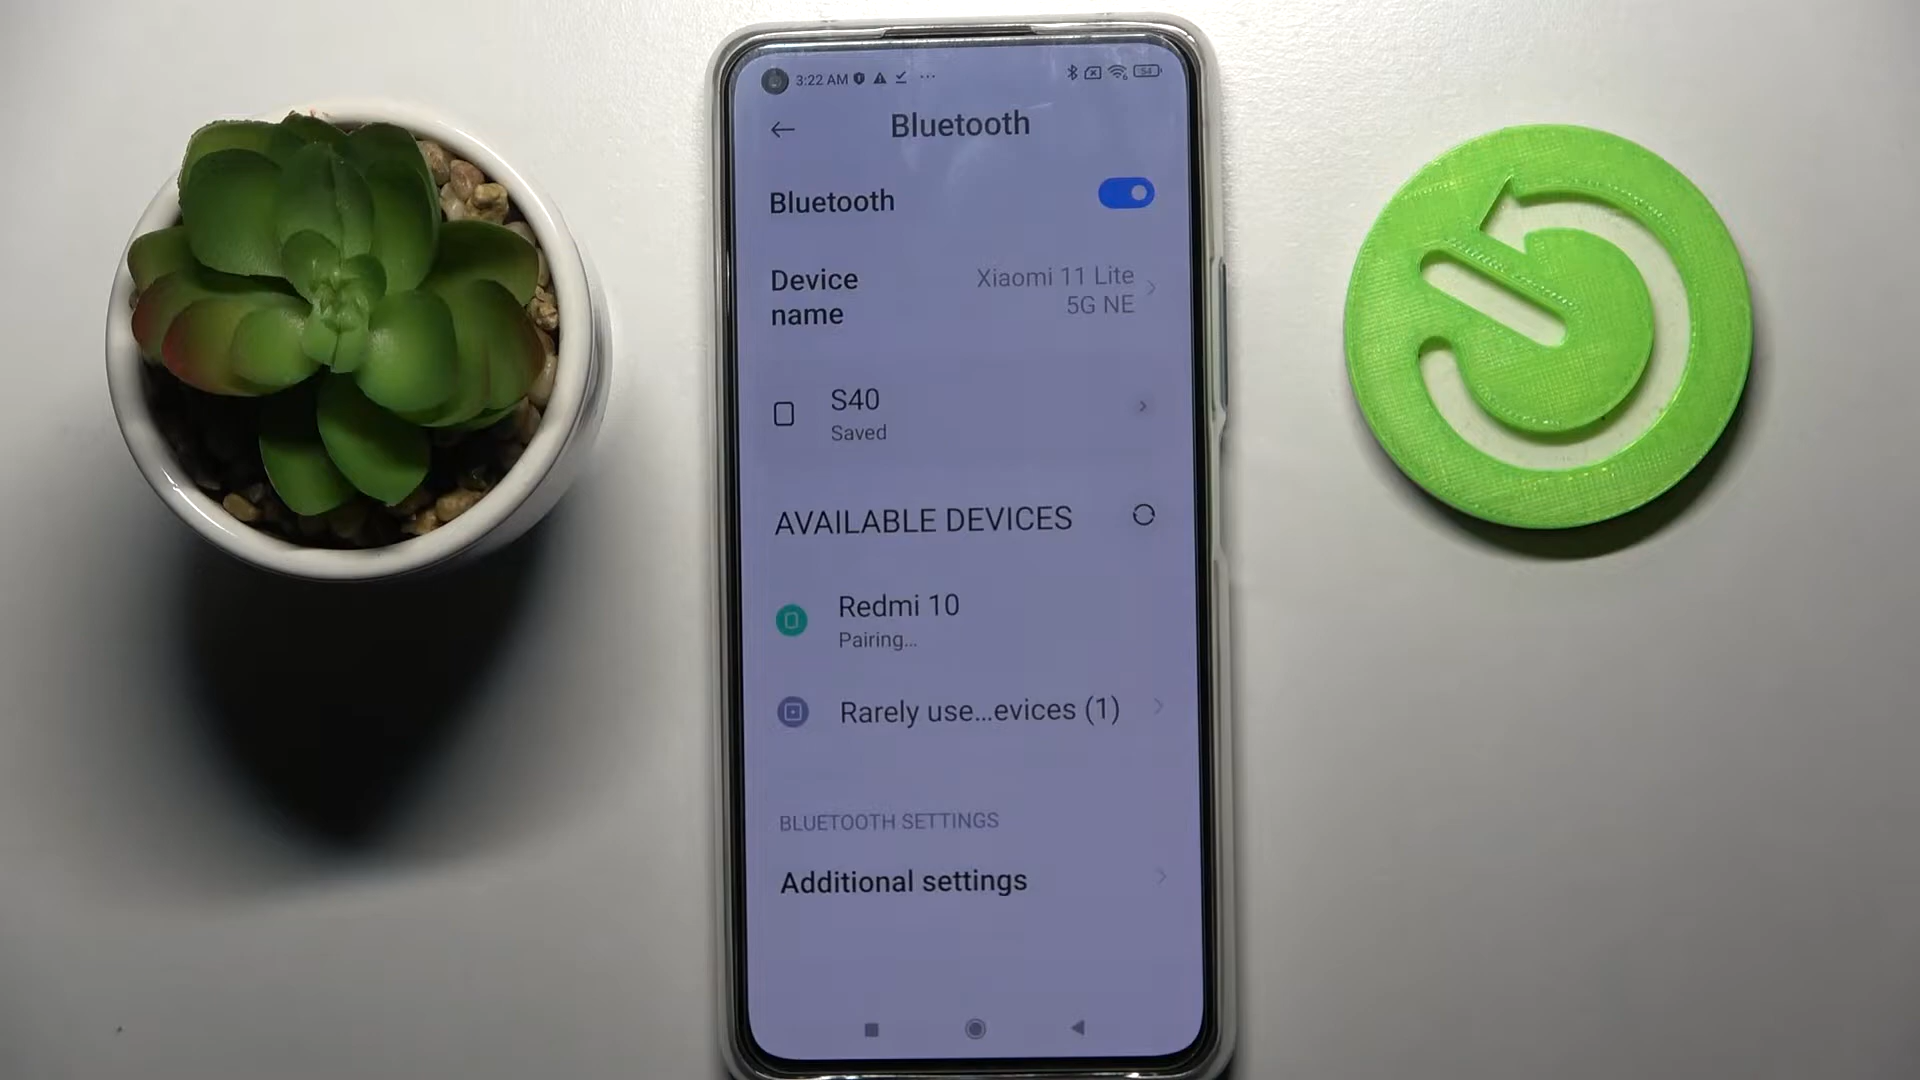 3:22 AM
54
Bluetooth
Bluetooth
Device
name
Xiaomi 11 Lite
5G NE
S40
Saved
AVAILABLE DEVICES
Redmi 10
Pairing...
Rarely use...evices (1)
BLUETOOTH SETTINGS
Additional settings